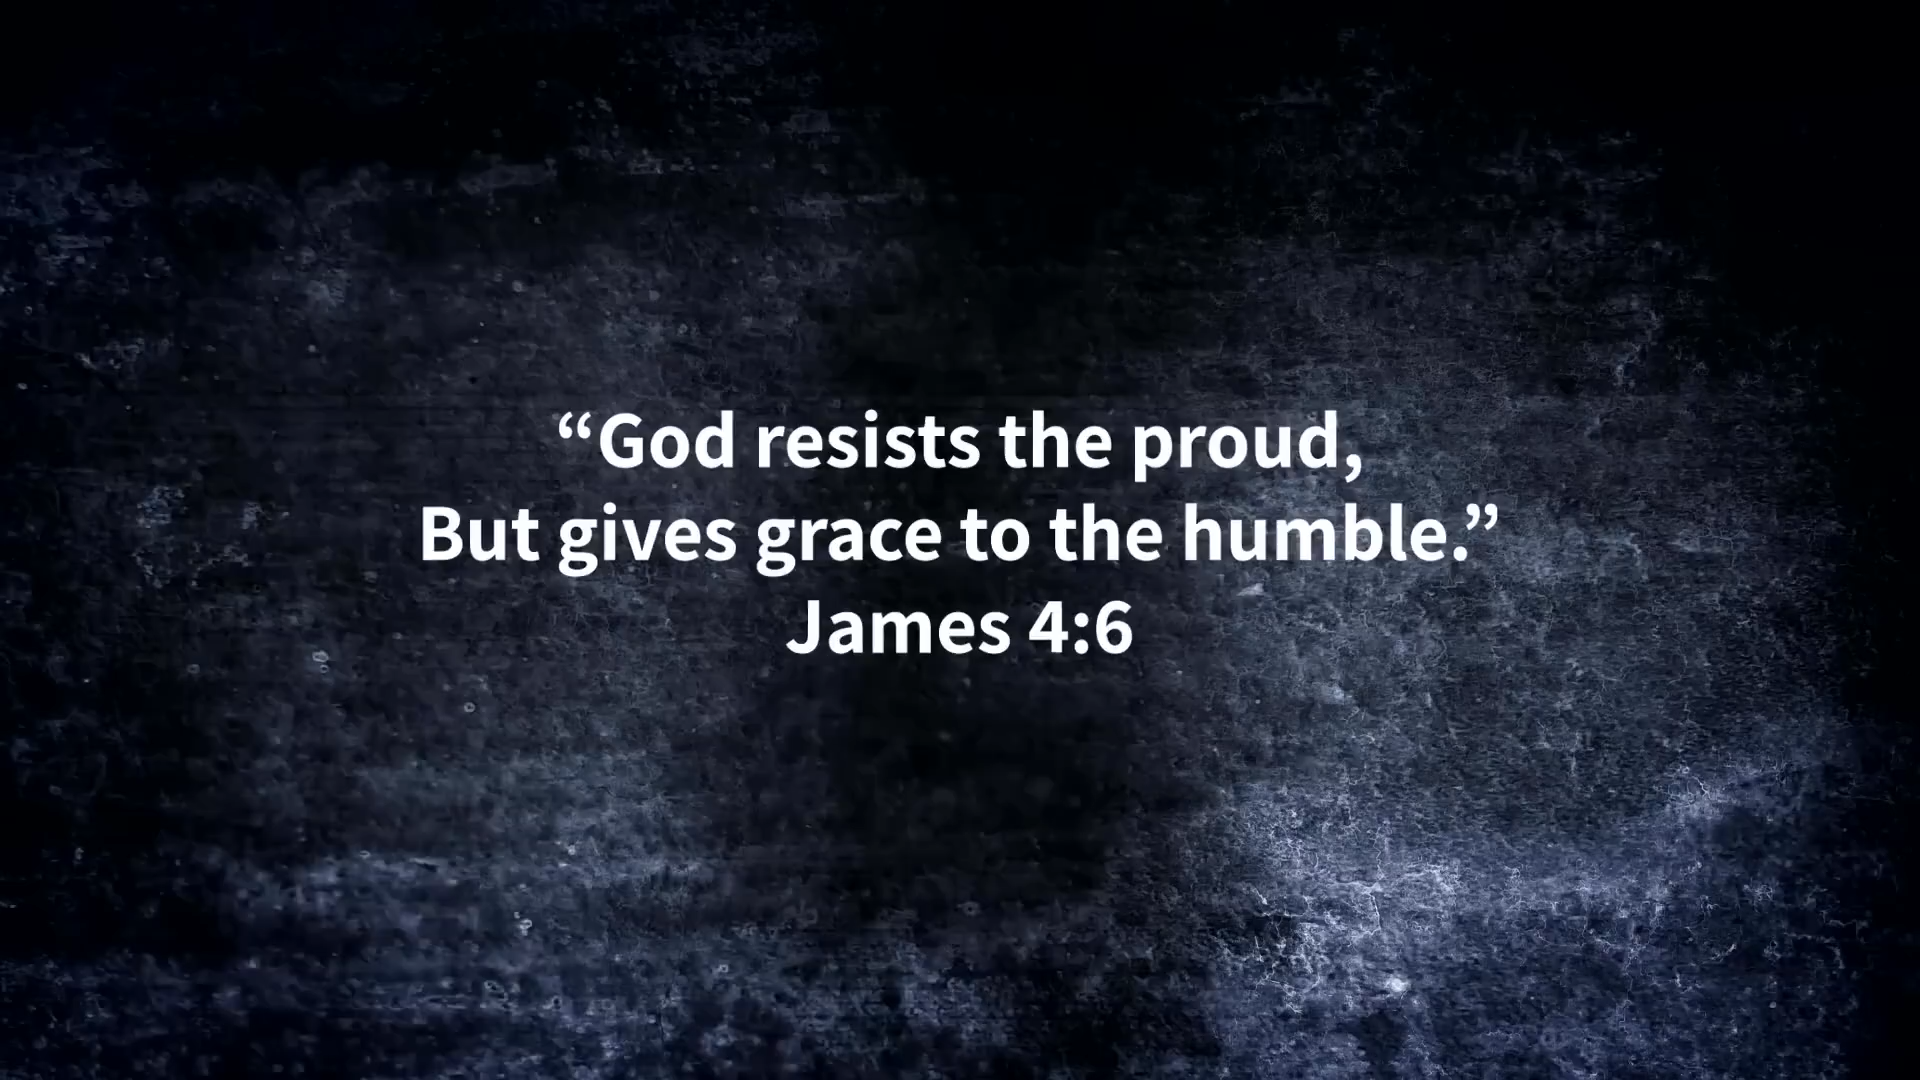 “God resists the proud,
But gives grace to the humble.”
James 4:6